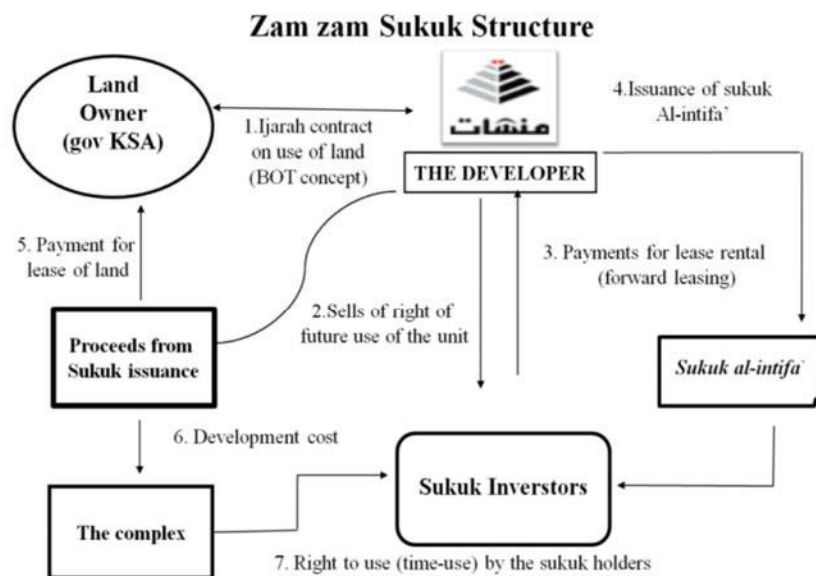 Zam zam Sukuk Structure
Land
Owner
(gov KSA)
1.Ijarah contract
on use of land
(BOT concept)
منشآت
THE DEVELOPER
4.Issuance of sukuk
Al-intifa`
5. Payment for
lease of land
2.Sells of right of
future use of the unit
3. Payments for lease rental
(forward leasing)
Proceeds from
Sukuk issuance
Sukuk al-intifa`
6. Development cost
Sukuk Inverstors
The complex
7. Right to use (time-use) by the sukuk holders